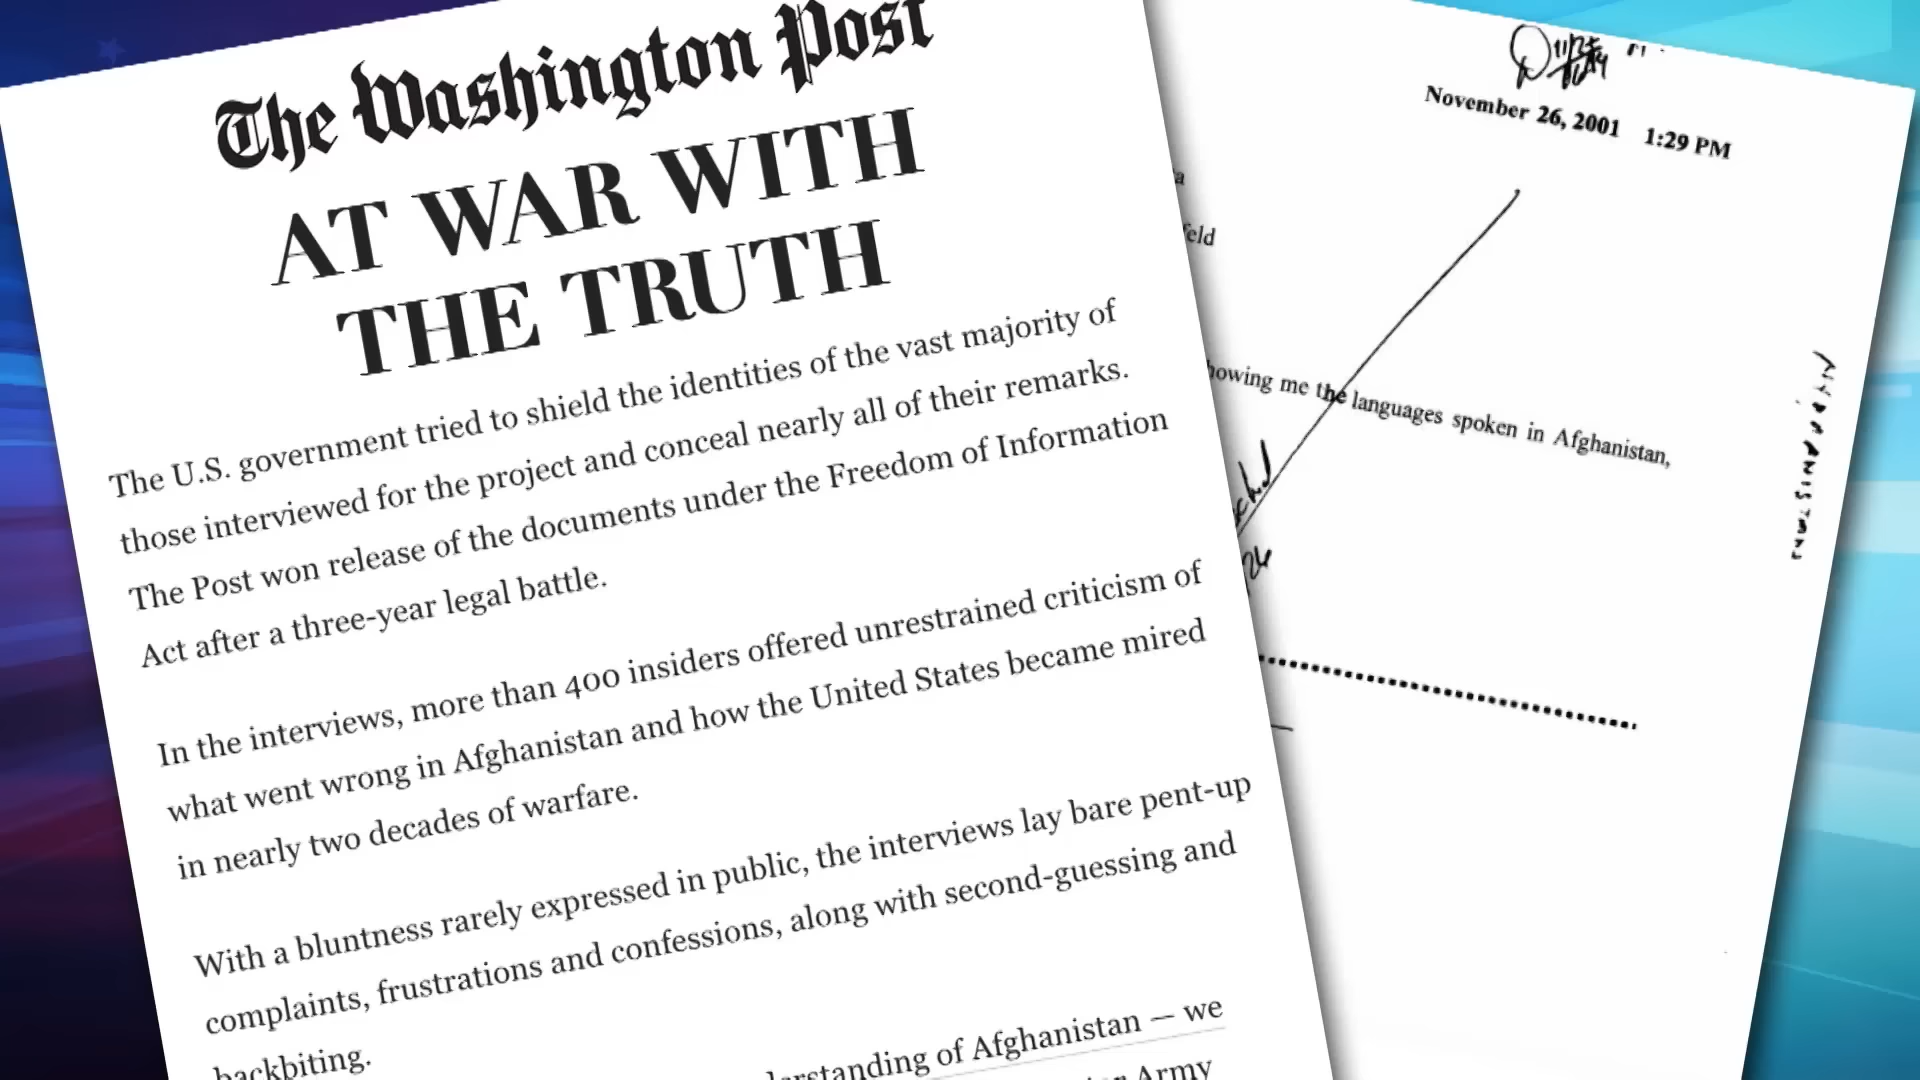 The Washington Post
AT WAR WITH
THE TRUTH
The U.S. government tried to shield the identities of the vast majority of
those interviewed for the project and conceal nearly all of their remarks.
The Post won release of the documents under the Freedom of Information
Act after a three-year legal battle.
In the interviews, more than 400 insiders offered unrestrained criticism of
what went wrong in Afghanistan and how the United States became mired
in nearly two decades of warfare.
With a bluntness rarely expressed in public, the interviews lay bare pent-up
complaints, frustrations and confessions, along with second-guessing and
backbiting.
of Afghanistan — we
Army
November 26, 2001 1:29 PM
me the languages spoken in Afghanistan,